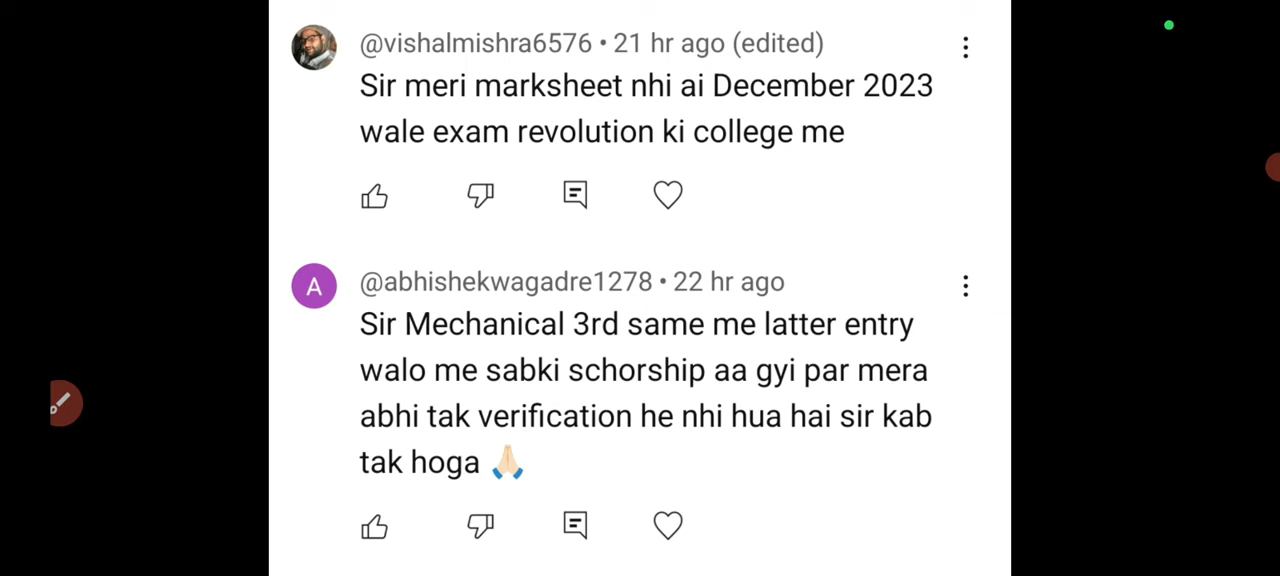 @vishalmishra6576 • 21 hr ago (edited)
Sir meri marksheet nhi ai December 2023
wale exam revolution ki college me
A
@abhishekwagadre1278 • 22 hr ago
Sir Mechanical 3rd same me latter entry
walo me sabki schorship aa gyi par mera
abhi tak verification he nhi hua hai sir kab
tak hoga 🙏🏻